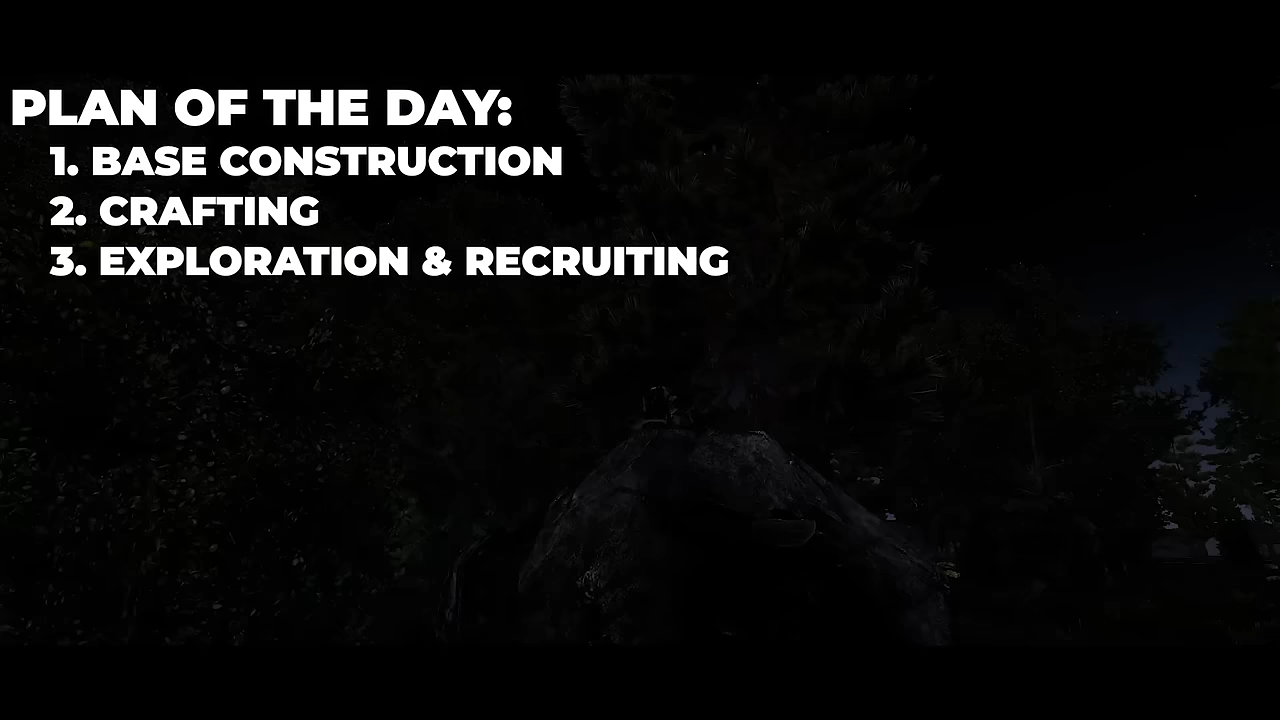 PLAN OF THE DAY:
1. BASE CONSTRUCTION
2. CRAFTING
3. EXPLORATION & RECRUITING